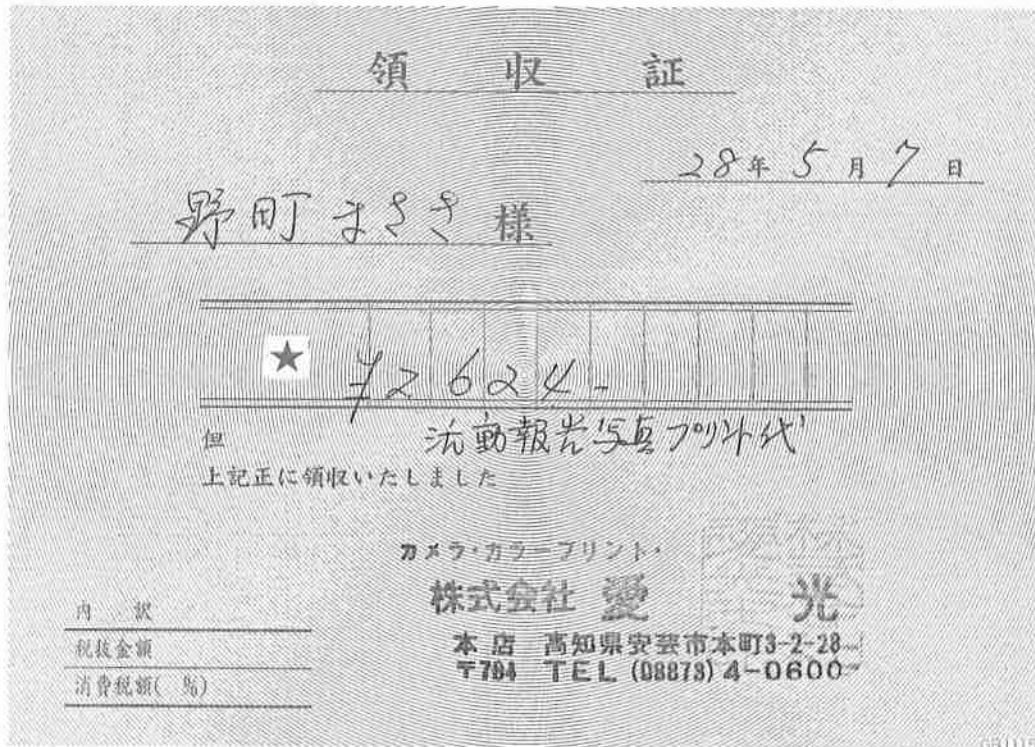 領収証
28年5月7日
野町まさき様
★ ¥2624-
但 活動報告写真プリント代
上記正に領収いたしました
カメラ・カラープリント・
株式会社 愛光
本店 高知県安芸市本町3-2-28
〒784 TEL (08873) 4-0600
内訳
税抜金額
消費税額( %)